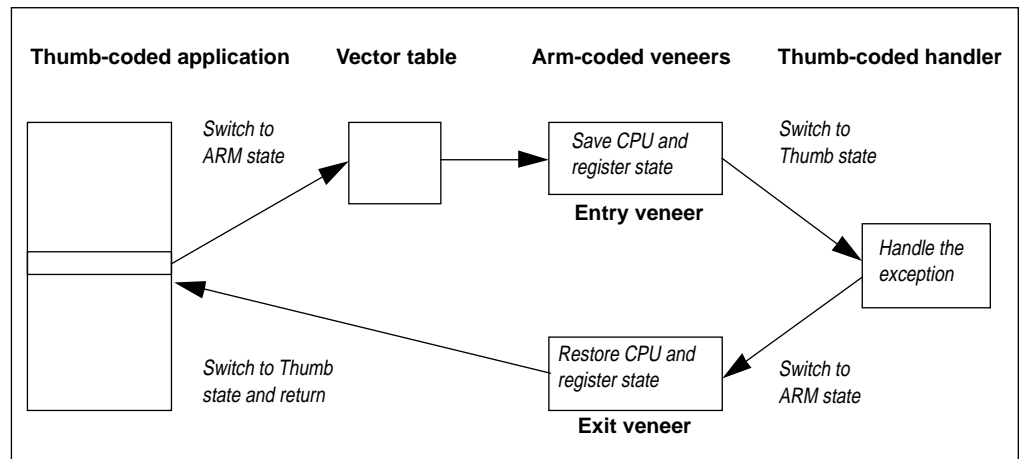 Thumb-coded application
Vector table
Arm-coded veneers
Thumb-coded handler
Switch to
ARM state
Save CPU and
register state
Entry veneer
Switch to
Thumb state
Handle the
exception
Switch to Thumb
state and return
Restore CPU and
register state
Exit veneer
Switch to
ARM state